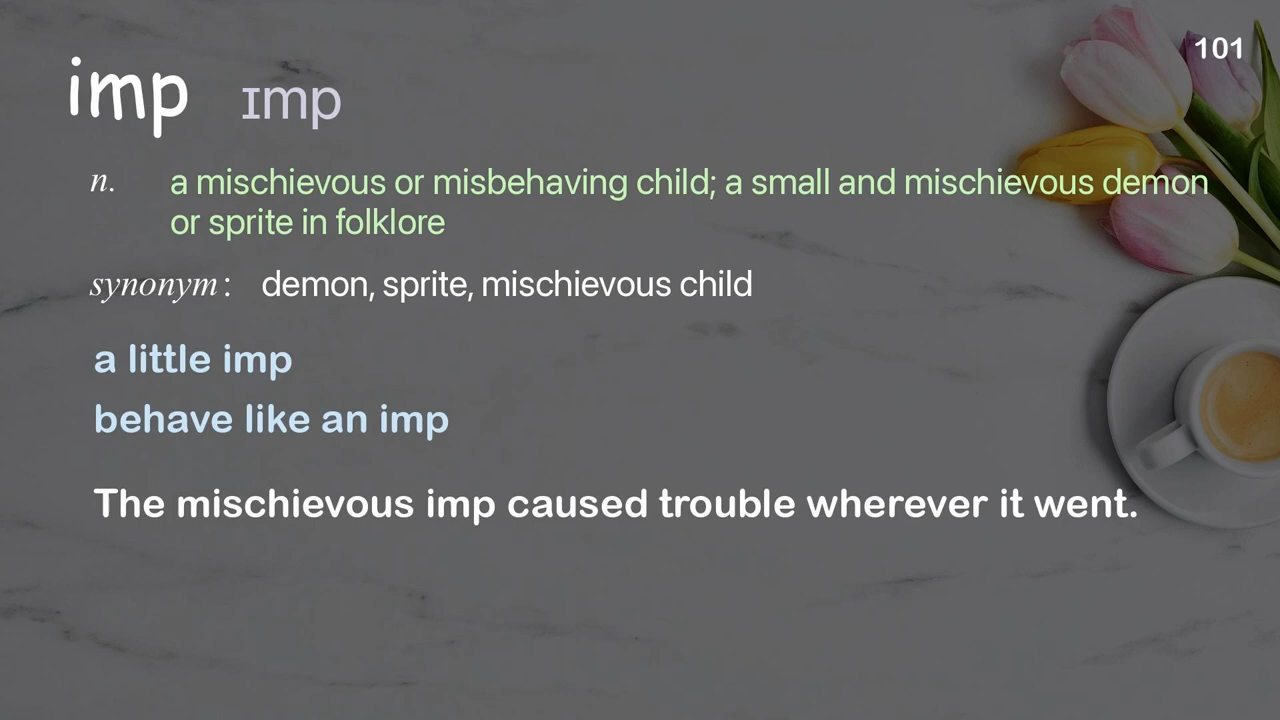 101
imp ɪmp
n. a mischievous or misbehaving child; a small and mischievous demon
or sprite in folklore
synonym: demon, sprite, mischievous child
a little imp
behave like an imp
The mischievous imp caused trouble wherever it went.